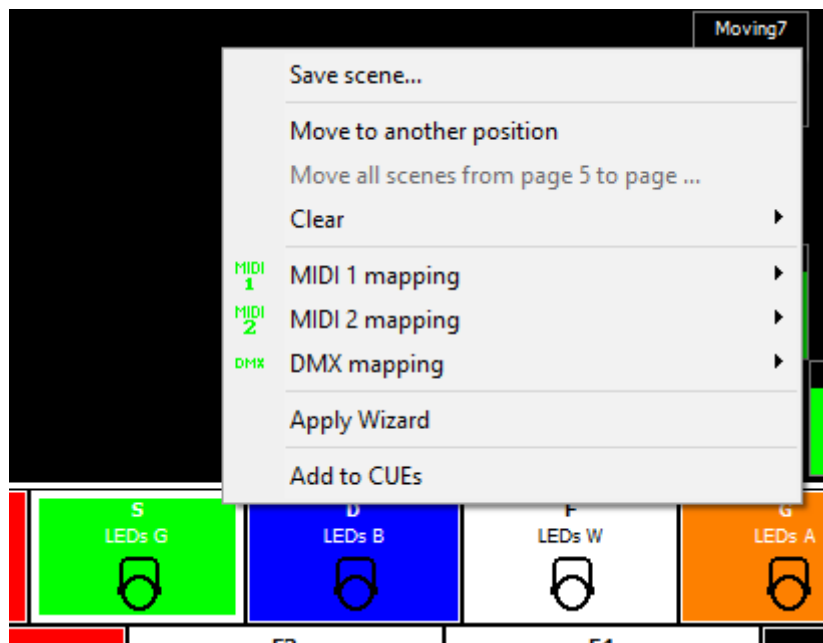 Moving7
Save scene...
Move to another position
Move all scenes from page 5 to page ...
Clear
MIDI 1 MIDI 1 mapping
MIDI 2 MIDI 2 mapping
DMX DMX mapping
Apply Wizard
Add to CUEs
S D F G
LEDs G LEDs B LEDs W LEDs A